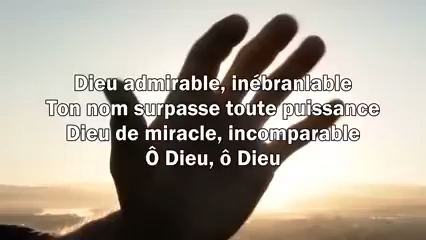 Dieu admirable, inébranlable
Ton nom surpasse toute puissance
Dieu de miracle, incomparable
Ô Dieu, ô Dieu